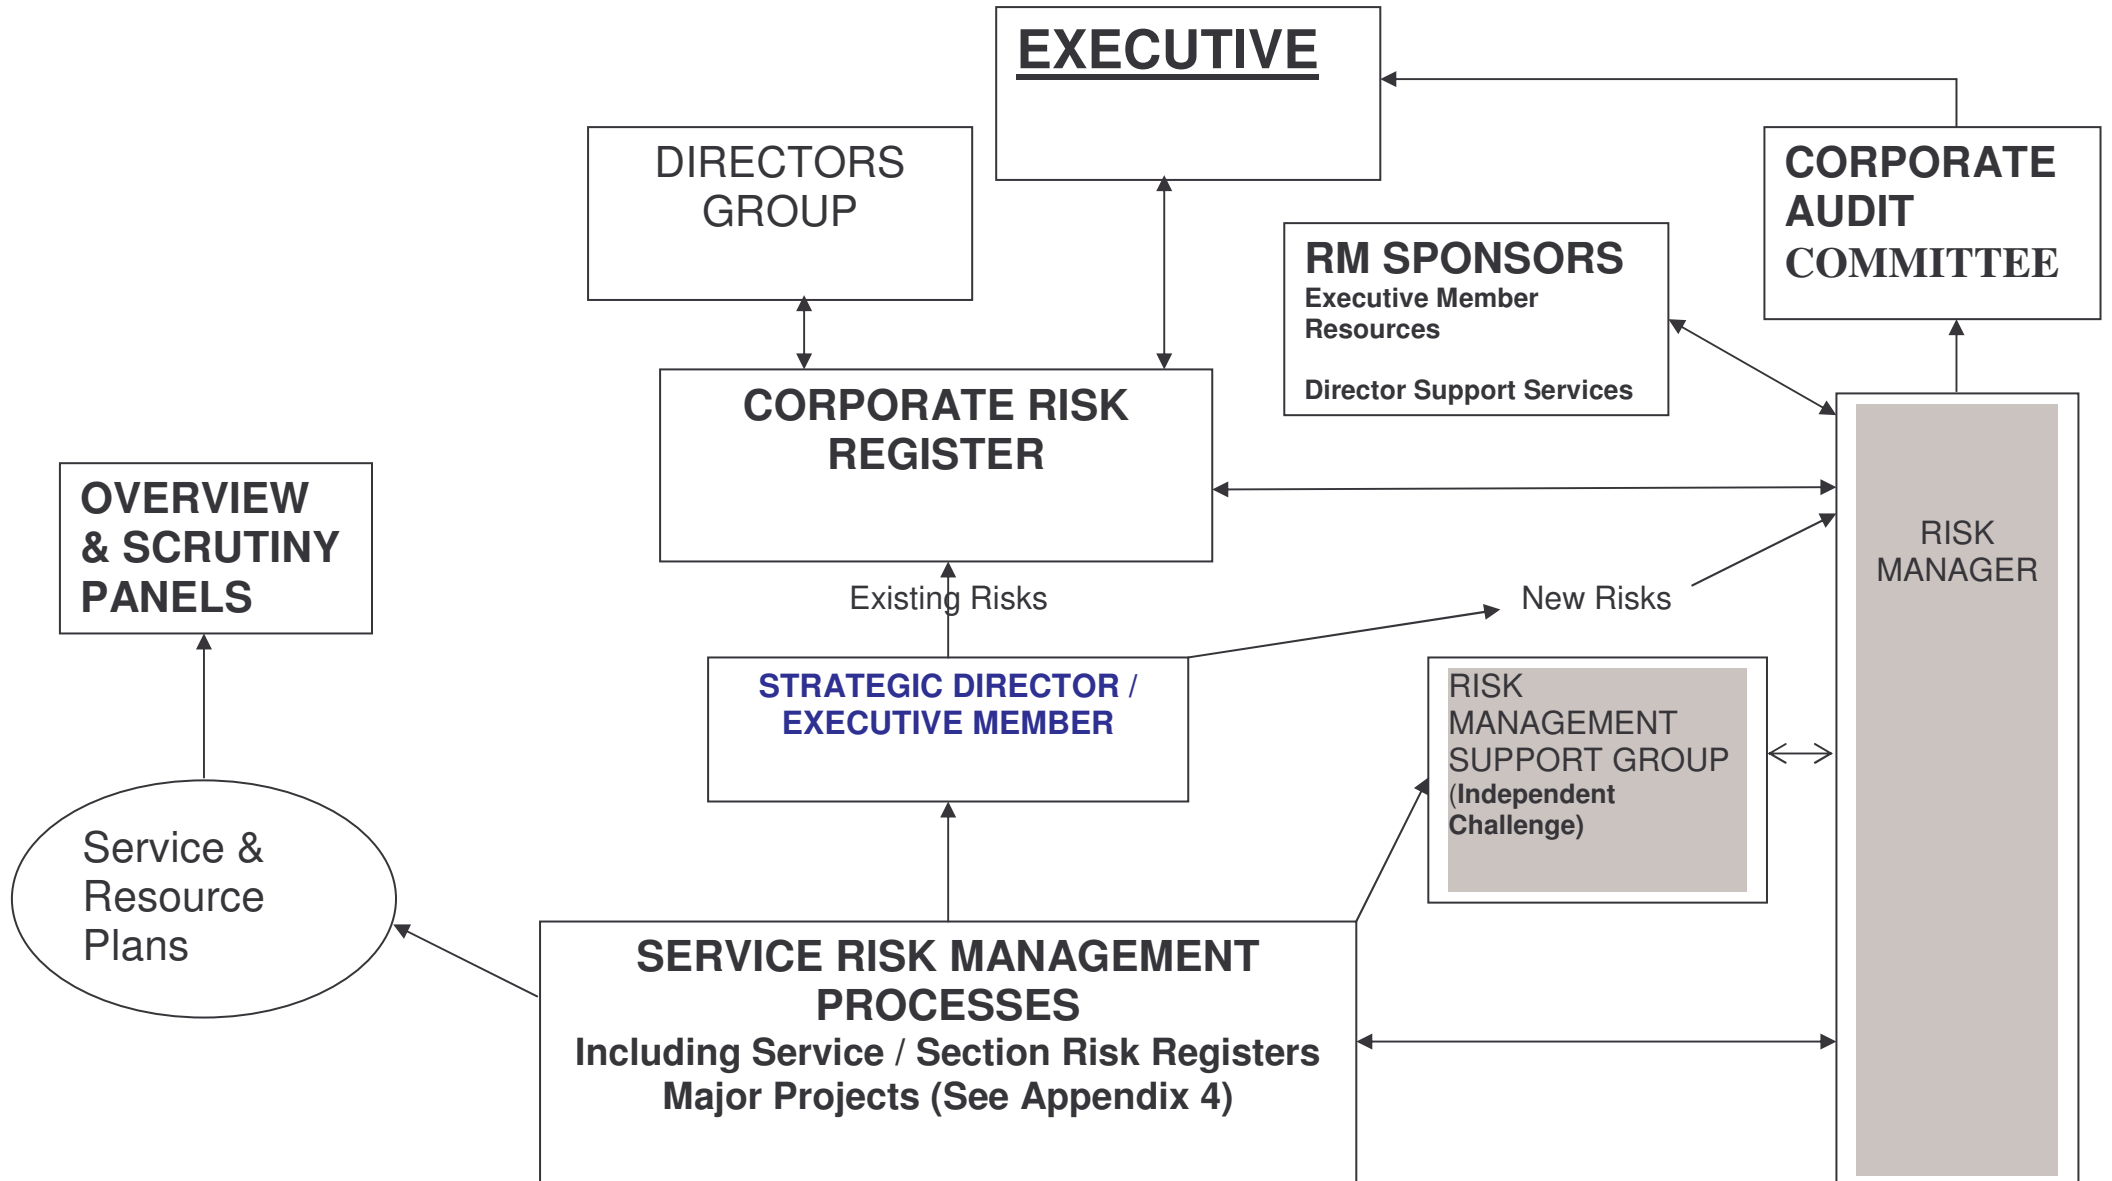 EXECUTIVE
DIRECTORS
GROUP
CORPORATE
AUDIT
COMMITTEE
RM SPONSORS
Executive Member
Resources
Director Support Services
CORPORATE RISK
REGISTER
OVERVIEW
& SCRUTINY
PANELS
RISK
MANAGER
Existing Risks
New Risks
STRATEGIC DIRECTOR /
EXECUTIVE MEMBER
RISK
MANAGEMENT
SUPPORT GROUP
(Independent
Challenge)
Service &
Resource
Plans
SERVICE RISK MANAGEMENT
PROCESSES
Including Service / Section Risk Registers
Major Projects (See Appendix 4)